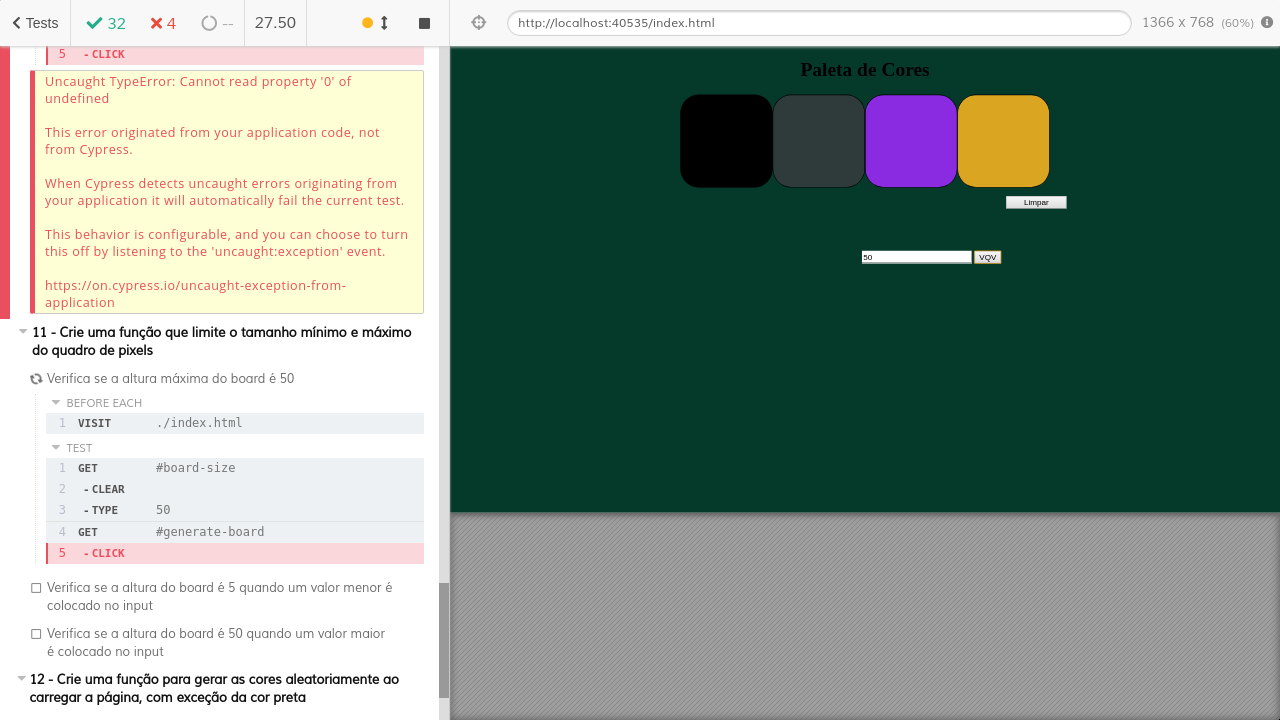 Tests
32
4
--
27.50
http://localhost:40535/index.html
1366 x 768 (60%)
5 - CLICK
Uncaught TypeError: Cannot read property '0' of
undefined
This error originated from your application code, not
from Cypress.
When Cypress detects uncaught errors originating from
your application it will automatically fail the current test.
This behavior is configurable, and you can choose to turn
this off by listening to the 'uncaught:exception' event.
https://on.cypress.io/uncaught-exception-from-
application
11 - Crie uma função que limite o tamanho mínimo e máximo
do quadro de pixels
Verifica se a altura máxima do board é 50
BEFORE EACH
1 VISIT ./index.html
TEST
1 GET #board-size
2 - CLEAR
3 - TYPE 50
4 GET #generate-board
5 - CLICK
Verifica se a altura do board é 5 quando um valor menor é
colocado no input
Verifica se a altura do board é 50 quando um valor maior
é colocado no input
12 - Crie uma função para gerar as cores aleatoriamente ao
carregar a página, com exceção da cor preta
Paleta de Cores
Limpar
50 VQV